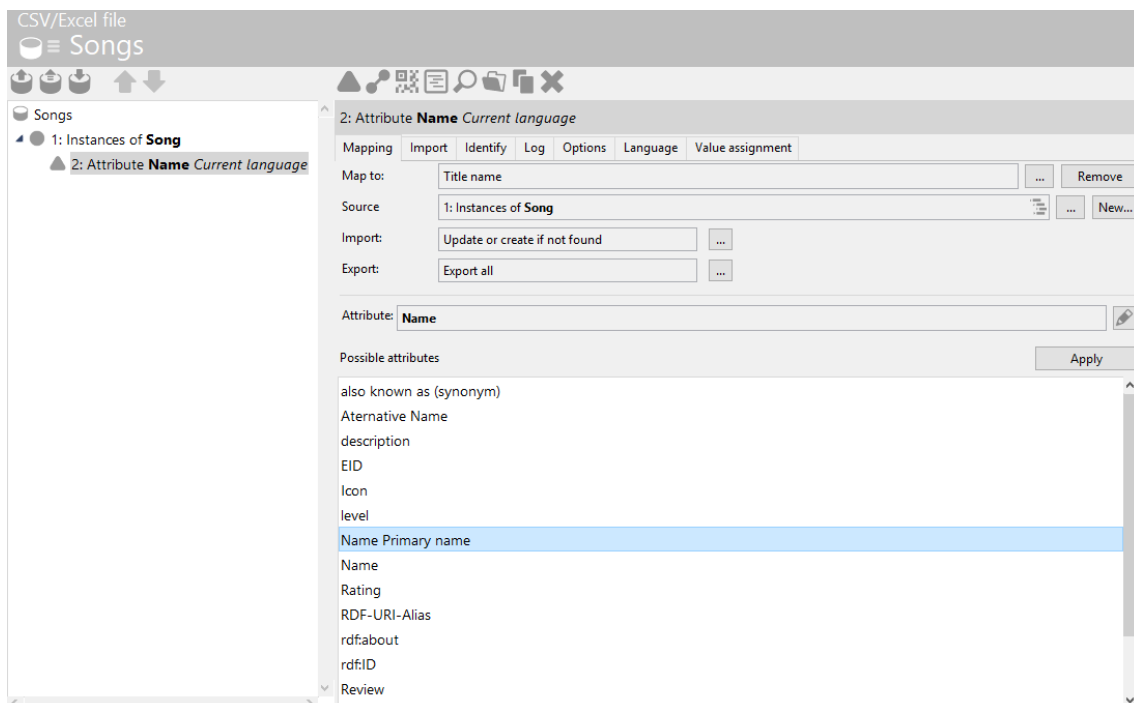 CSV/Excel file
Songs
Songs
1: Instances of Song
2: Attribute Name Current language
2: Attribute Name Current language
Mapping Import Identify Log Options Language Value assignment
Map to: Title name ... Remove
Source 1: Instances of Song ... New...
Import: Update or create if not found ...
Export: Export all ...
Attribute: Name
Possible attributes Apply
also known as (synonym)
Aternative Name
description
EID
Icon
level
Name Primary name
Name
Rating
RDF-URI-Alias
rdf:about
rdf:ID
Review